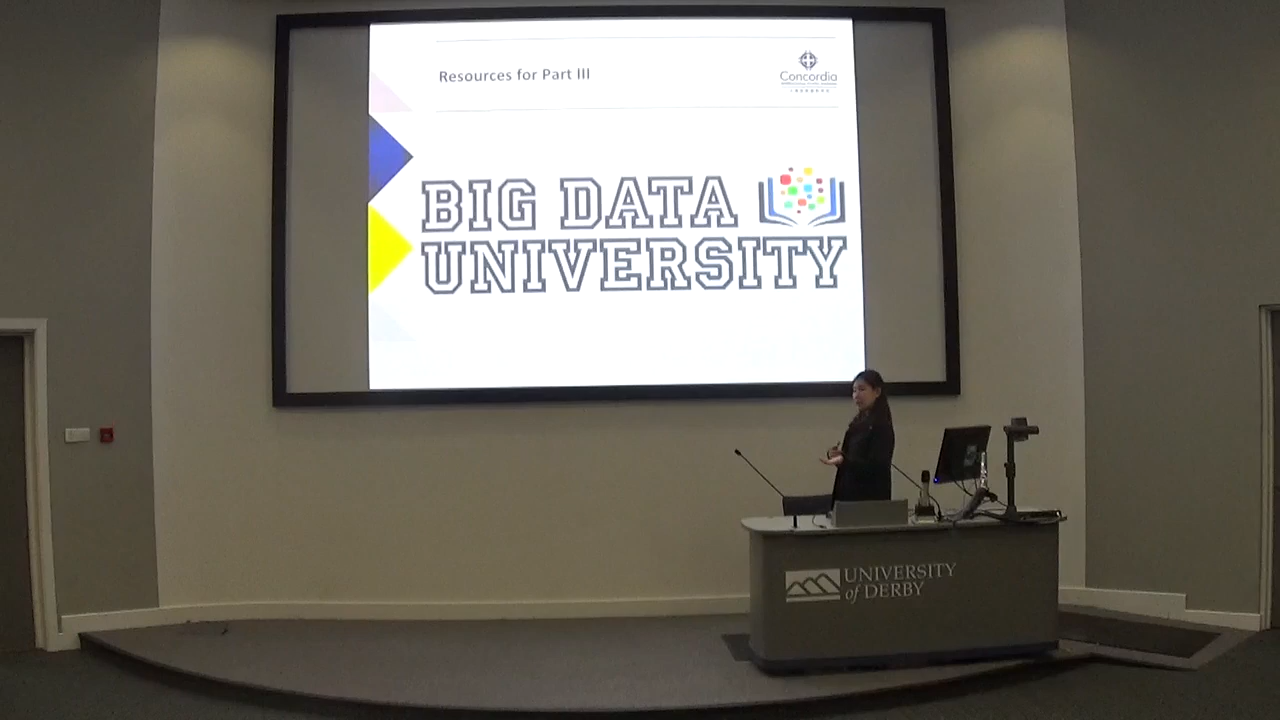 Resources for Part III
Concordia
BIG DATA
UNIVERSITY
UNIVERSITY
of DERBY